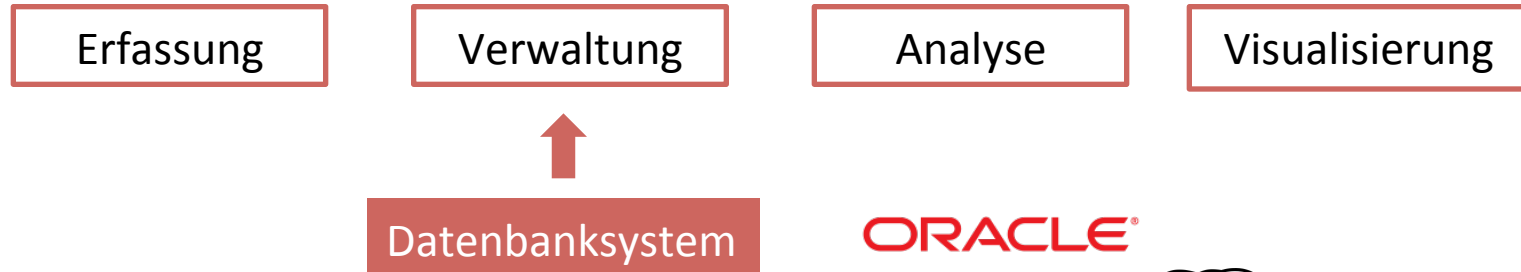 Erfassung
Verwaltung
Analyse
Visualisierung
Datenbanksystem
ORACLE®